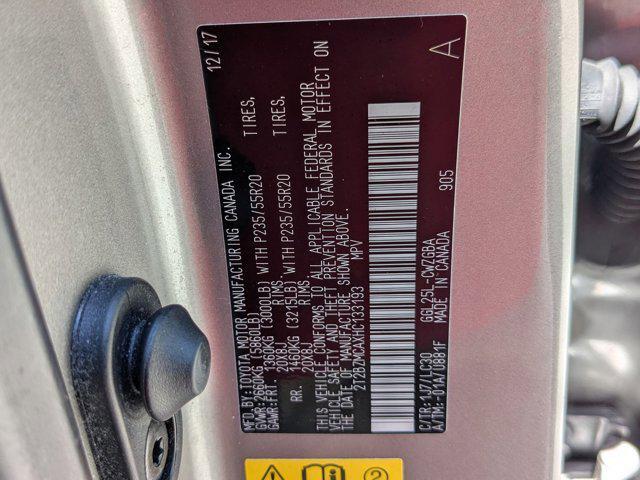 MFD.BY:TOYOTA MOTOR MANUFACTURING CANADA INC. 12/17
GVWR:2660KG (5860LB)
GAWR:FRT. 1360KG (3000LB) WITH P235/55R20 TIRES,
20X8J RIMS
RR. 1460KG (3215LB) WITH P235/55R20 TIRES,
20X8J RIMS
THIS VEHICLE CONFORMS TO ALL APPLICABLE FEDERAL MOTOR
VEHICLE SAFETY AND THEFT PREVENTION STANDARDS IN EFFECT ON
THE DATE OF MANUFACTURE SHOWN ABOVE.
2T2BZMCAXHC133193 MPV A
C/TR:1J7/LC30 GGL25L-CWZGBA
A/TM:-01A/U881F MADE IN CANADA 905
2